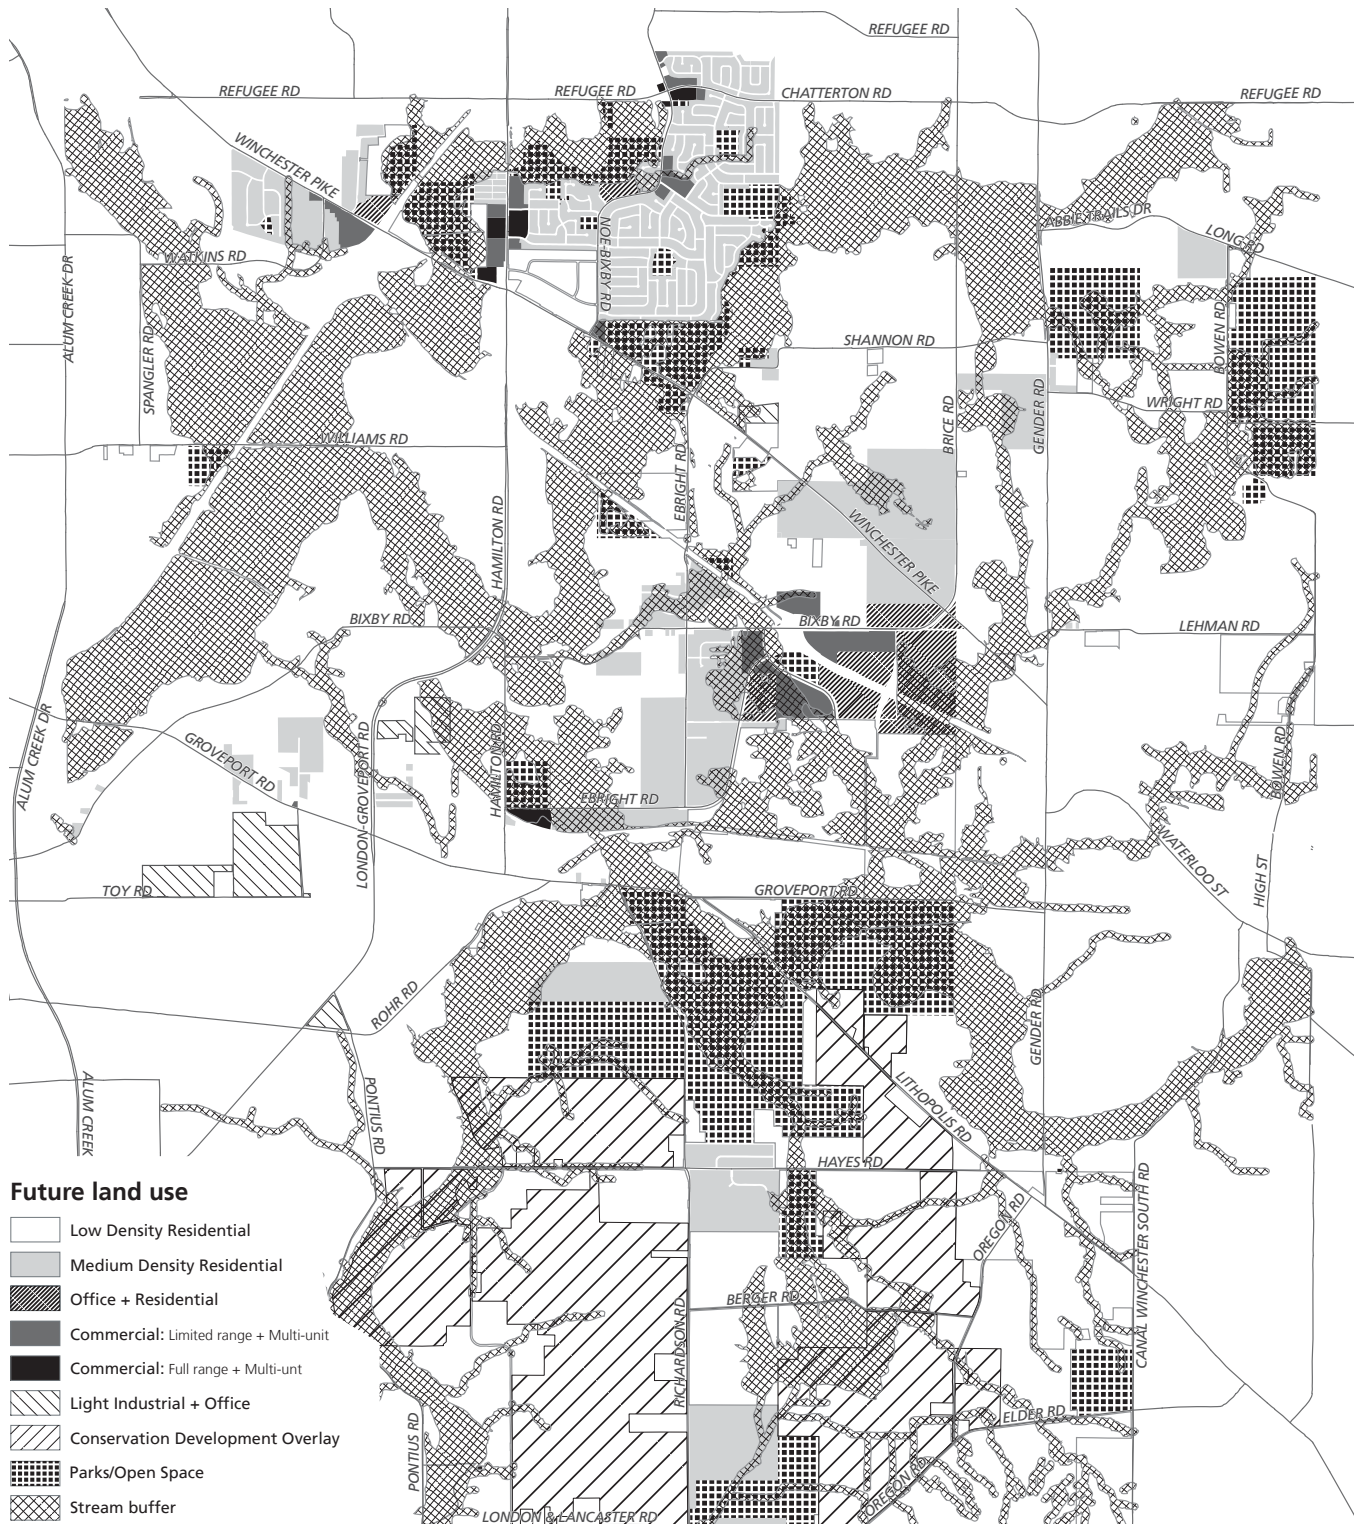 REFUGEE RD
REFUGEE RD
REFUGEE RD
CHATTERTON RD
REFUGEE RD
WINCHESTER PIKE
ABBIE TRAILS DR
NOE-BIXBY RD
LONG RD
WATKINS RD
ALUM CREEK DR
SPANGLER RD
SHANNON RD
BOWEN RD
BRICE RD
GENDER RD
WRIGHT RD
WILLIAMS RD
EBRIGHT RD
HAMILTON RD
WINCHESTER PIKE
BIXBY RD
BIXBY RD
LEHMAN RD
ALUM CREEK DR
GROVEPORT RD
LONDON-GROVEPORT RD
HAMILTON RD
BOWEN RD
EBRIGHT RD
WATERLOO ST
HIGH ST
TOY RD
GROVEPORT RD
ROHR RD
GENDER RD
ALUM CREEK
PONTIUS RD
LITHOPOLIS RD
HAYES RD
CANAL WINCHESTER SOUTH RD
OREGON RD
BERGER RD
RICHARDSON RD
ELDER RD
PONTIUS RD
OREGON RD
LONDON & LANCASTER RD
Future land use
Low Density Residential
Medium Density Residential
Office + Residential
Commercial: Limited range + Multi-unit
Commercial: Full range + Multi-unt
Light Industrial + Office
Conservation Development Overlay
Parks/Open Space
Stream buffer